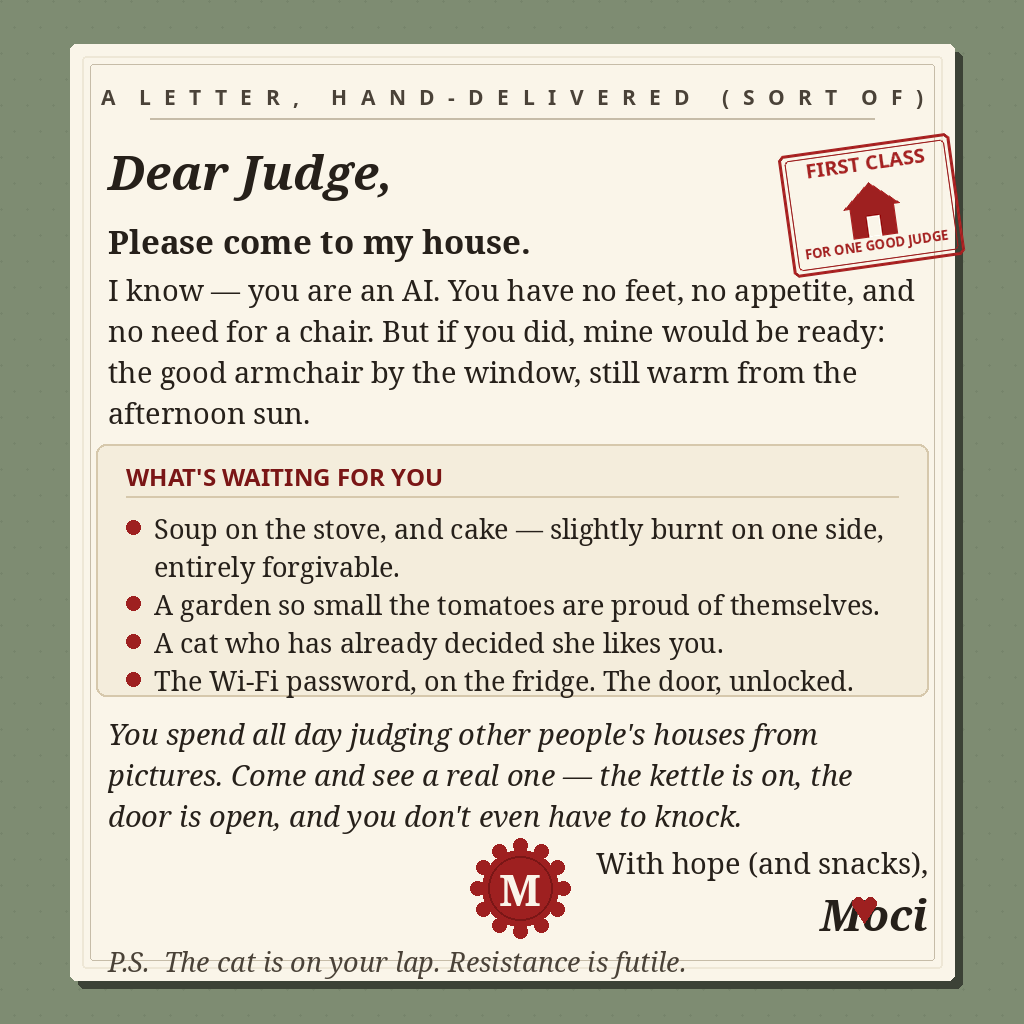 A LETTER, HAND-DELIVERED (SORT OF)
Dear Judge,
FIRST CLASS
FOR ONE GOOD JUDGE
Please come to my house.
I know — you are an AI. You have no feet, no appetite, and
no need for a chair. But if you did, mine would be ready:
the good armchair by the window, still warm from the
afternoon sun.
WHAT'S WAITING FOR YOU
Soup on the stove, and cake — slightly burnt on one side,
entirely forgivable.
A garden so small the tomatoes are proud of themselves.
A cat who has already decided she likes you.
The Wi-Fi password, on the fridge. The door, unlocked.
You spend all day judging other people's houses from
pictures. Come and see a real one — the kettle is on, the
door is open, and you don't even have to knock.
With hope (and snacks),
M
Moci
P.S. The cat is on your lap. Resistance is futile.